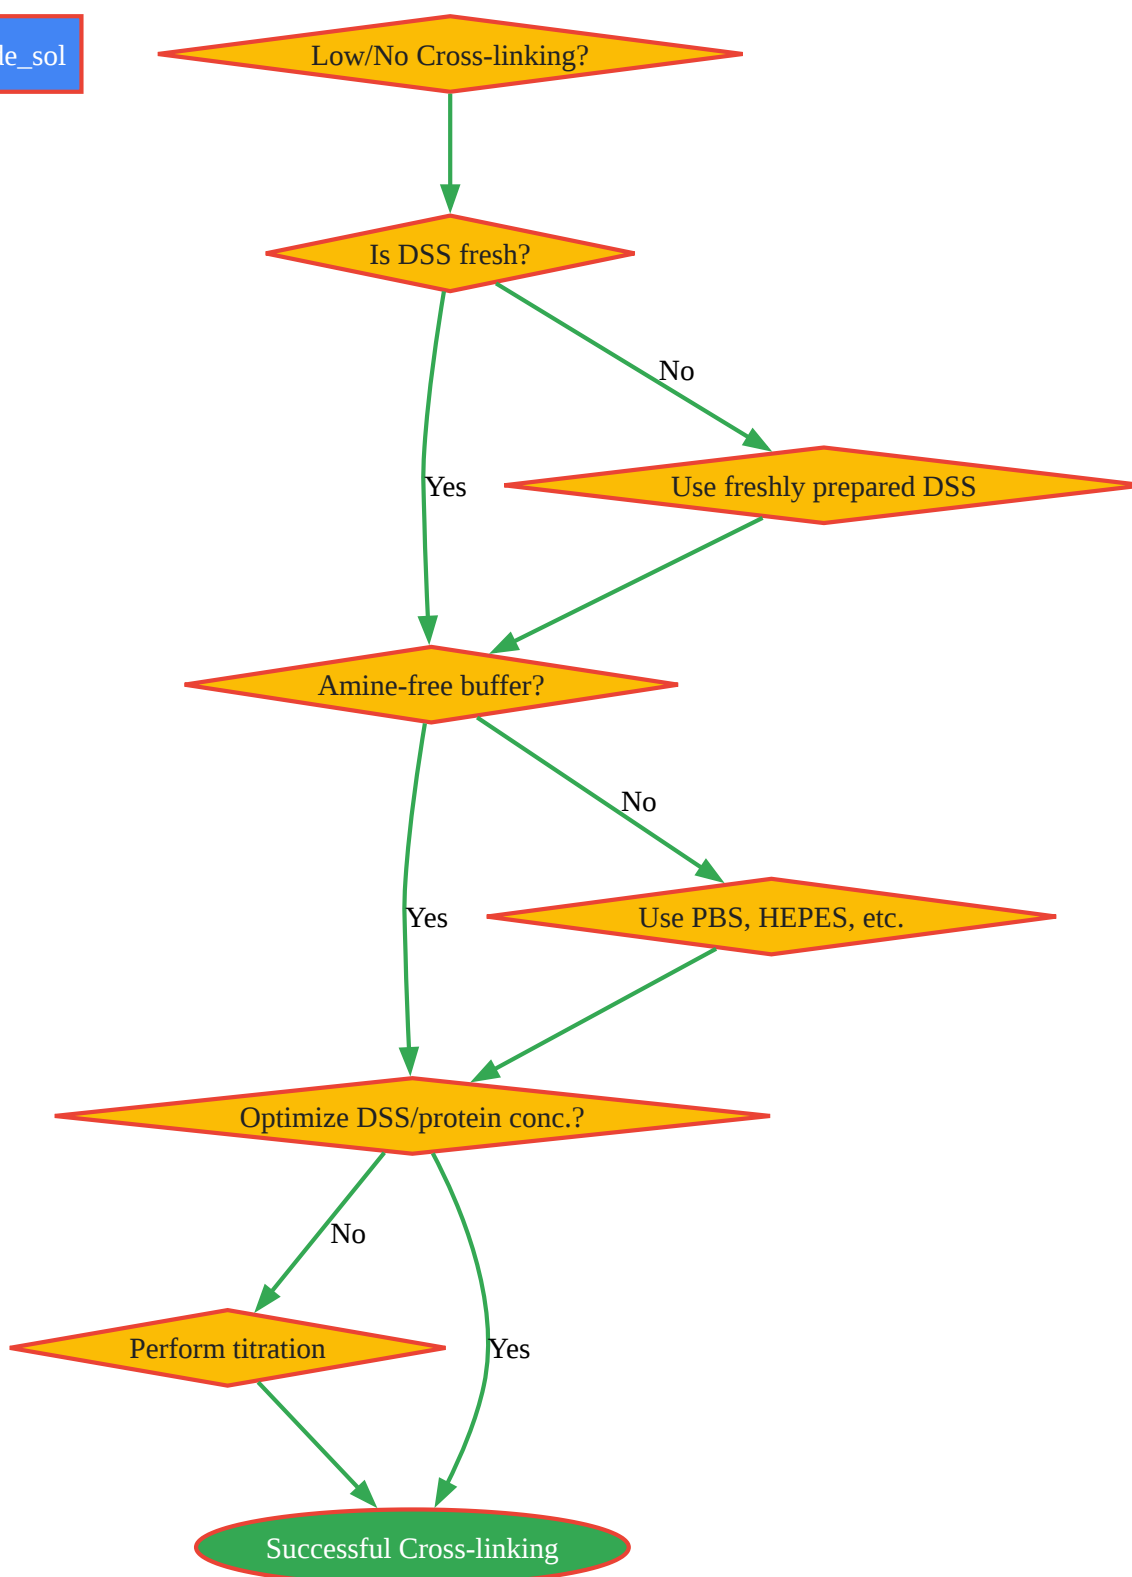 de_sol
Low/No Cross-linking?
Is DSS fresh?
No
Yes
Use freshly prepared DSS
Amine-free buffer?
No
Yes
Use PBS, HEPES, etc.
Optimize DSS/protein conc.?
No
Perform titration
Yes
Successful Cross-linking